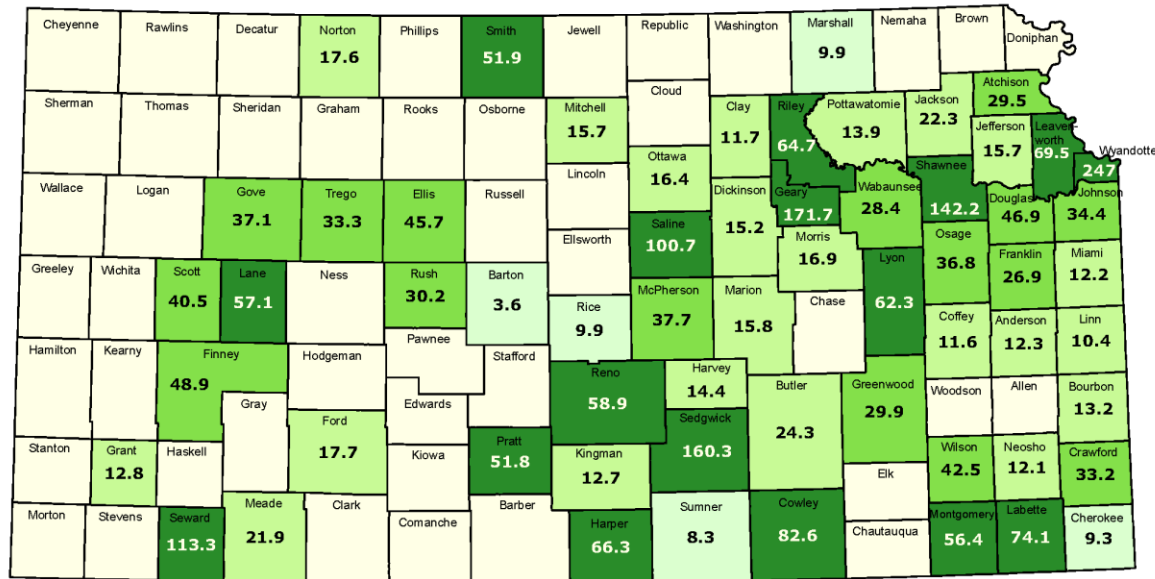 Cheyenne
Rawlins
Decatur
Norton
17.6
Phillips
Smith
51.9
Jewell
Republic
Washington
Marshall
9.9
Nemaha
Brown
Doniphan
Sherman
Thomas
Sheridan
Graham
Rooks
Osborne
Mitchell
15.7
Cloud
Clay
11.7
Riley
64.7
Pottawatomie
13.9
Jackson
22.3
Atchison
29.5
Jefferson
15.7
Leaven-
worth
69.5
Wyandotte
247
Ottawa
16.4
Lincoln
Wallace
Logan
Gove
37.1
Trego
33.3
Ellis
45.7
Russell
Ellsworth
Saline
100.7
Dickinson
15.2
Geary
171.7
Wabaunsee
28.4
Shawnee
142.2
Douglas
46.9
Johnson
34.4
Morris
16.9
Lyon
62.3
Osage
36.8
Franklin
26.9
Miami
12.2
Greeley
Wichita
Scott
40.5
Lane
57.1
Ness
Rush
30.2
Barton
3.6
Rice
9.9
McPherson
37.7
Marion
15.8
Chase
Coffey
11.6
Anderson
12.3
Linn
10.4
Hamilton
Kearny
Finney
48.9
Hodgeman
Pawnee
Stafford
Reno
58.9
Harvey
14.4
Butler
24.3
Greenwood
29.9
Woodson
Allen
Bourbon
13.2
Gray
Ford
17.7
Edwards
Sedgwick
160.3
Stanton
Grant
12.8
Haskell
Kiowa
Pratt
51.8
Kingman
12.7
Elk
Wilson
42.5
Neosho
12.1
Crawford
33.2
Morton
Stevens
Seward
113.3
Meade
21.9
Clark
Comanche
Barber
Harper
66.3
Sumner
8.3
Cowley
82.6
Chautauqua
Montgomery
56.4
Labette
74.1
Cherokee
9.3